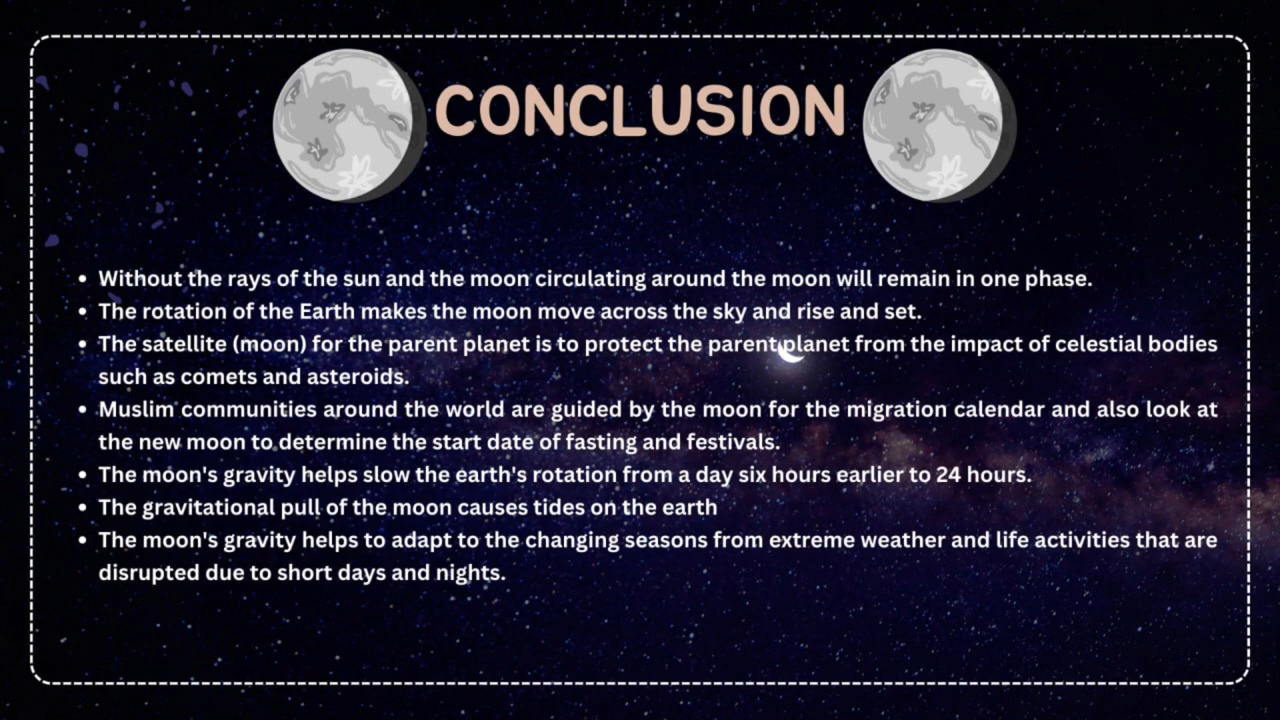 CONCLUSION
• Without the rays of the sun and the moon circulating around the moon will remain in one phase.
• The rotation of the Earth makes the moon move across the sky and rise and set.
• The satellite (moon) for the parent planet is to protect the parent planet from the impact of celestial bodies
such as comets and asteroids.
• Muslim communities around the world are guided by the moon for the migration calendar and also look at
the new moon to determine the start date of fasting and festivals.
• The moon's gravity helps slow the earth's rotation from a day six hours earlier to 24 hours.
• The gravitational pull of the moon causes tides on the earth
• The moon's gravity helps to adapt to the changing seasons from extreme weather and life activities that are
disrupted due to short days and nights.